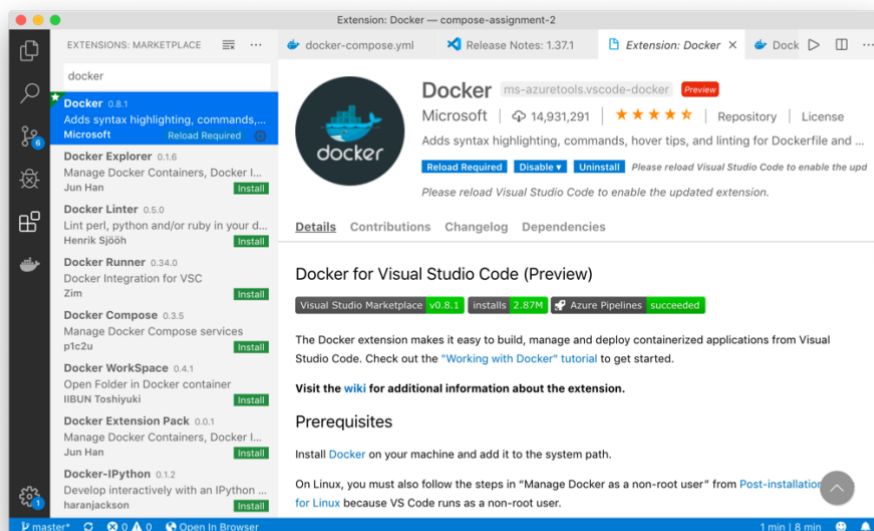 Extension: Docker — compose-assignment-2
EXTENSIONS: MARKETPLACE
docker
Docker 0.8.1
Adds syntax highlighting, commands,...
Microsoft Reload Required
Docker Explorer 0.1.6
Manage Docker Containers, Docker I...
Jun Han Install
Docker Linter 0.5.0
Lint perl, python and/or ruby in your d...
Henrik Sjööh Install
Docker Runner 0.34.0
Docker Integration for VSC
Zim Install
Docker Compose 0.3.5
Manage Docker Compose services
p1c2u Install
Docker WorkSpace 0.4.1
Open Folder in Docker container
IIBUN Toshiyuki Install
Docker Extension Pack 0.0.1
Manage Docker Containers, Docker I...
Jun Han Install
Docker-IPython 0.1.2
Develop interactively with an IPython ...
haranjackson Install
6
1
docker-compose.yml Release Notes: 1.37.1 Extension: Docker Dock
docker
Docker ms-azuretools.vscode-docker Preview
Microsoft 14,931,291 Repository License
Adds syntax highlighting, commands, hover tips, and linting for Dockerfile and ...
Reload Required Disable Uninstall Please reload Visual Studio Code to enable the upd
Please reload Visual Studio Code to enable the updated extension.
Details Contributions Changelog Dependencies
Docker for Visual Studio Code (Preview)
Visual Studio Marketplace v0.8.1 installs 2.87M Azure Pipelines succeeded
The Docker extension makes it easy to build, manage and deploy containerized applications from Visual
Studio Code. Check out the "Working with Docker" tutorial to get started.
Visit the wiki for additional information about the extension.
Prerequisites
Install Docker on your machine and add it to the system path.
On Linux, you must also follow the steps in “Manage Docker as a non-root user” from Post-installation
for Linux because VS Code runs as a non-root user.
master* 0 0 Open In Browser 1 min | 8 min